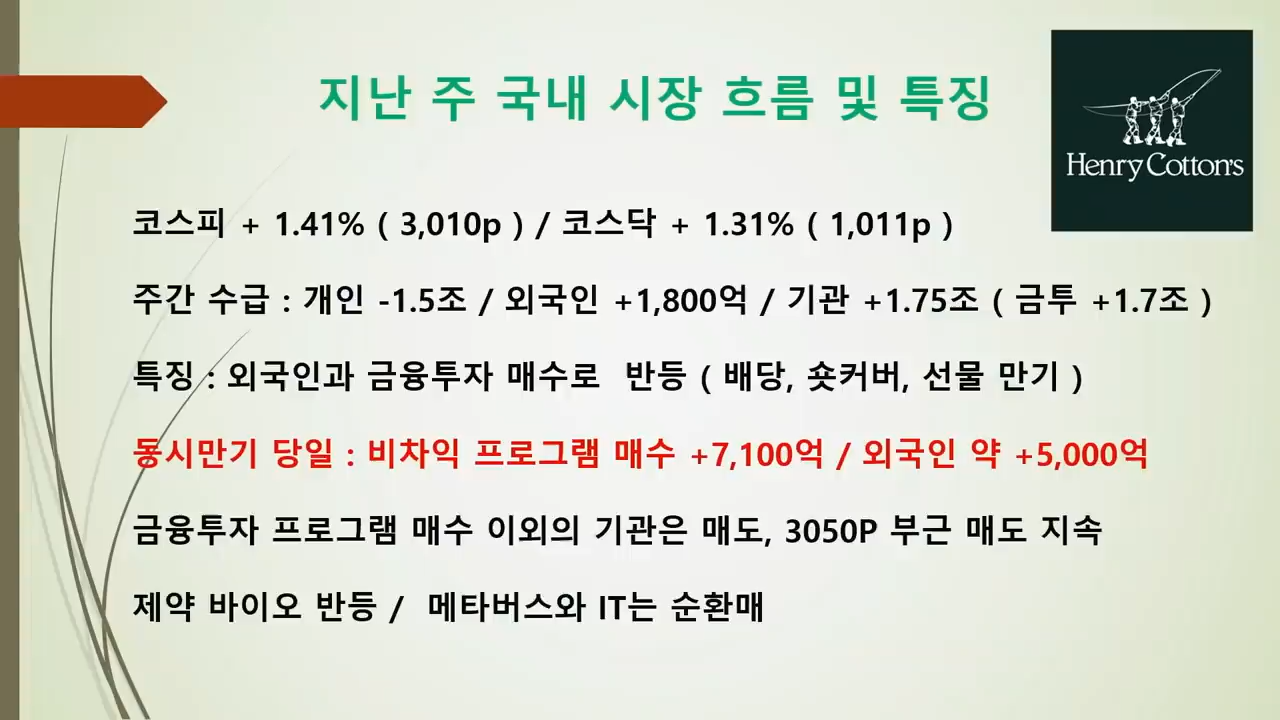 지난 주 국내 시장 흐름 및 특징
Henry Cotton's
코스피 + 1.41% ( 3,010p ) / 코스닥 + 1.31% ( 1,011p )
주간 수급 : 개인 -1.5조 / 외국인 +1,800억 / 기관 +1.75조 ( 금투 +1.7조 )
특징 : 외국인과 금융투자 매수로 반등 ( 배당, 숏커버, 선물 만기 )
동시만기 당일 : 비차익 프로그램 매수 +7,100억 / 외국인 약 +5,000억
금융투자 프로그램 매수 이외의 기관은 매도, 3050P 부근 매도 지속
제약 바이오 반등 / 메타버스와 IT는 순환매